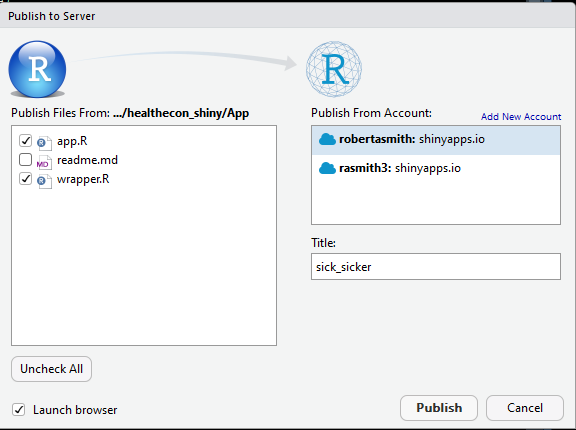 Publish to Server
R
R
Publish Files From: .../healthecon_shiny/App
app.R
MD readme.md
wrapper.R
Uncheck All
Launch browser
Publish From Account: Add New Account
robertasmith: shinyapps.io
rasmith3: shinyapps.io
Title:
sick_sicker
Publish Cancel